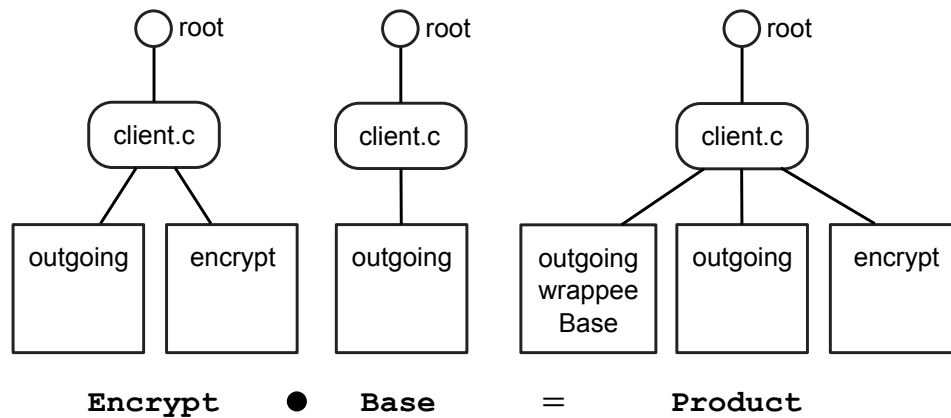 root root root
client.c client.c client.c
outgoing encrypt outgoing outgoing wrappee Base outgoing encrypt
Encrypt ● Base = Product